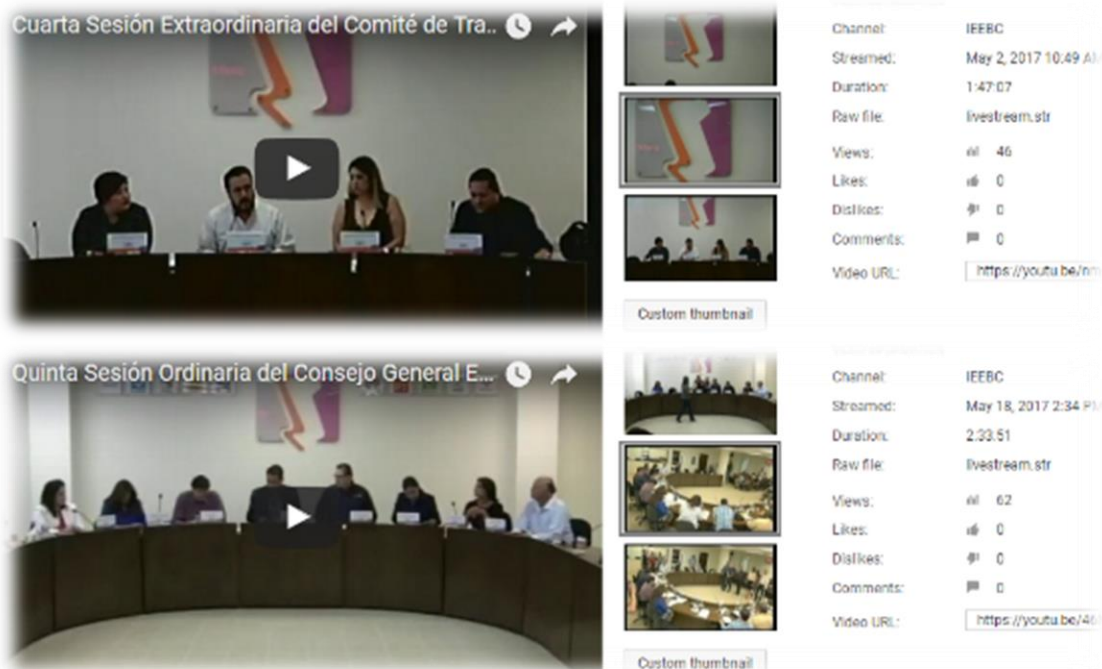 Cuarta Sesión Extraordinaria del Comité de Tra...
Channel: IEEBC
Streamed: May 2, 2017 10:49 AM
Duration: 1:47:07
Raw file: livestream.str
Views: 46
Likes: 0
Dislikes: 0
Comments: 0
Video URL: https://youtu.be/nm
Custom thumbnail
Quinta Sesión Ordinaria del Consejo General E...
Channel: IEEBC
Streamed: May 18, 2017 2:34 PM
Duration: 2:33:51
Raw file: livestream.str
Views: 62
Likes: 0
Dislikes: 0
Comments: 0
Video URL: https://youtu.be/46
Custom thumbnail